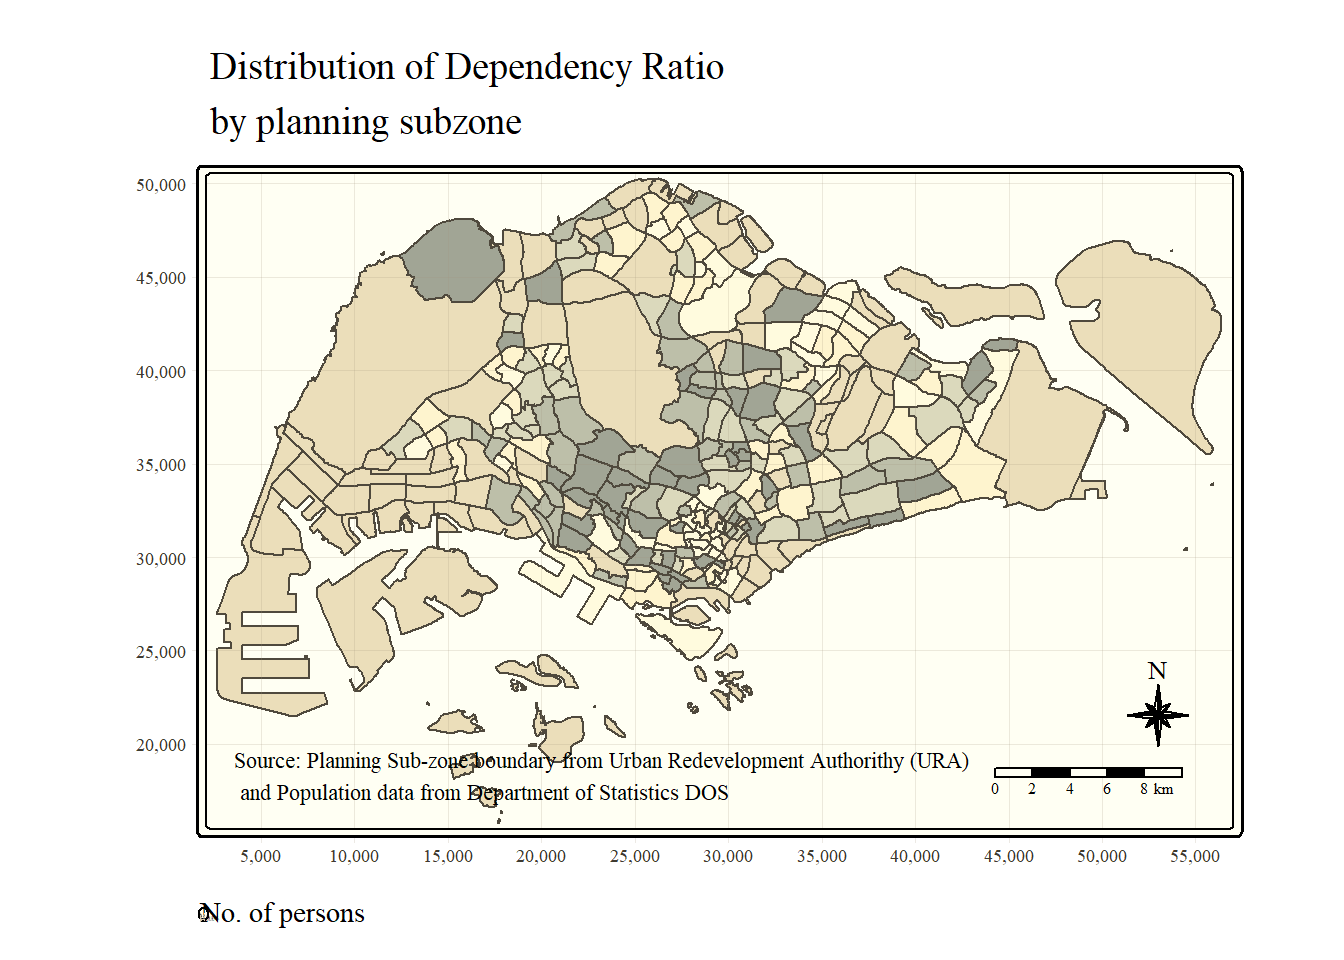 Distribution of Dependency Ratio
by planning subzone
50,000
45,000
40,000
35,000
30,000
25,000
20,000
N
Source: Planning Sub-zone boundary from Urban Redevelopment Authorithy (URA)
and Population data from Department of Statistics DOS
0 2 4 6 8 km
5,000 10,000 15,000 20,000 25,000 30,000 35,000 40,000 45,000 50,000 55,000
No. of persons